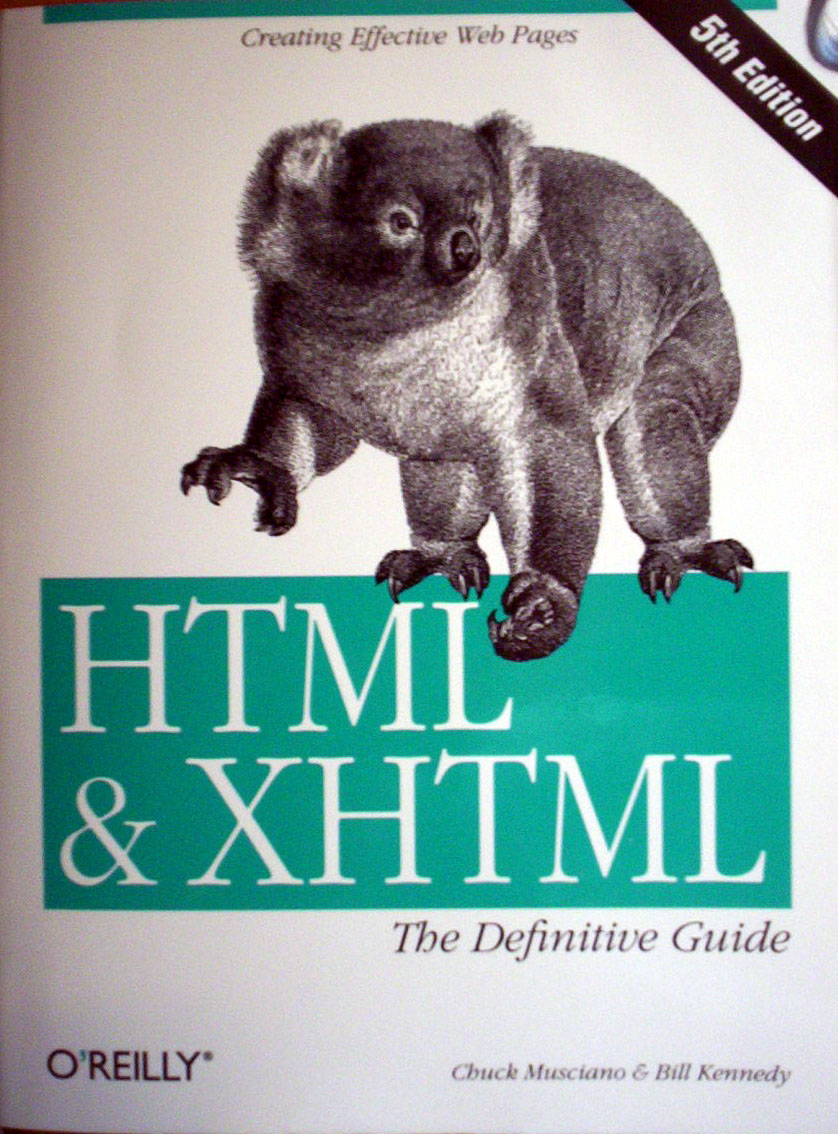 Creating Effective Web Pages
5th Edition
HTML
& XHTML
The Definitive Guide
O'REILLY®
Chuck Musciano & Bill Kennedy